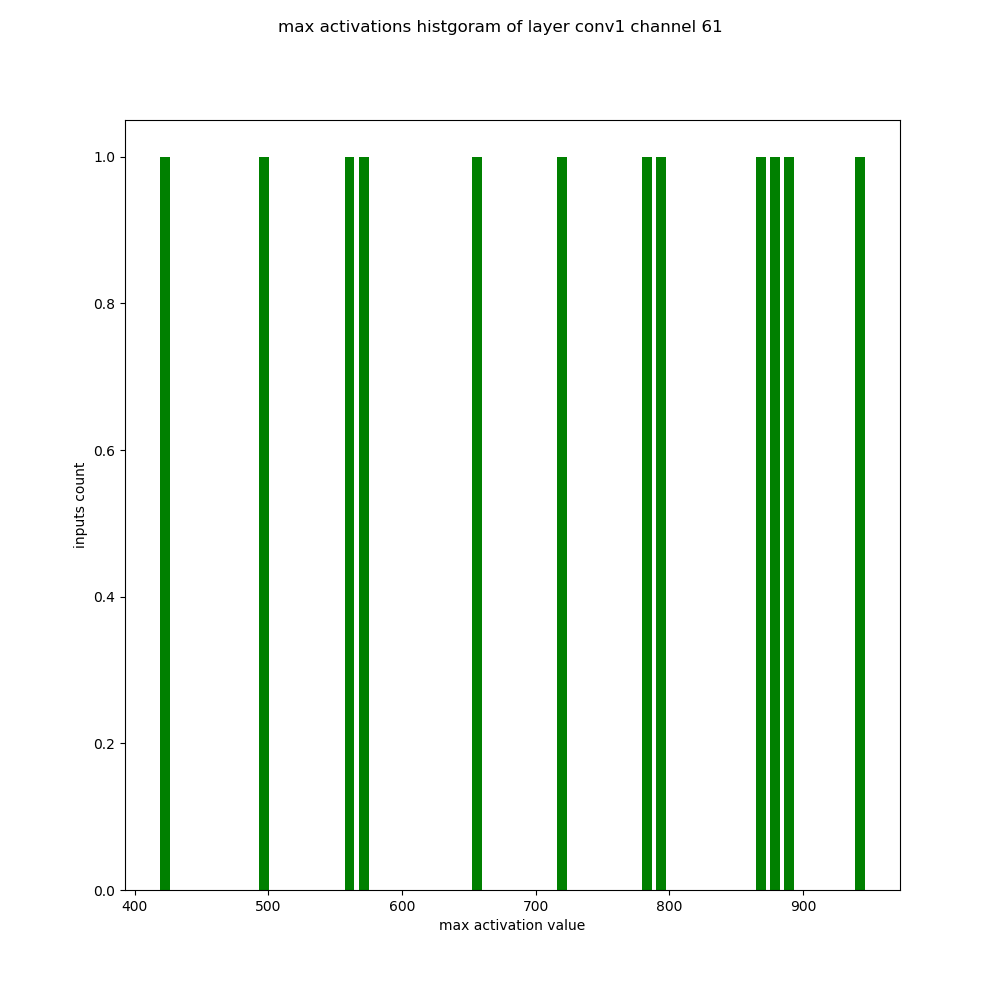 max activations histgoram of layer conv1 channel 61
1.0
0.8
0.6
0.4
0.2
0.0
inputs count
400 500 600 700 800 900
max activation value